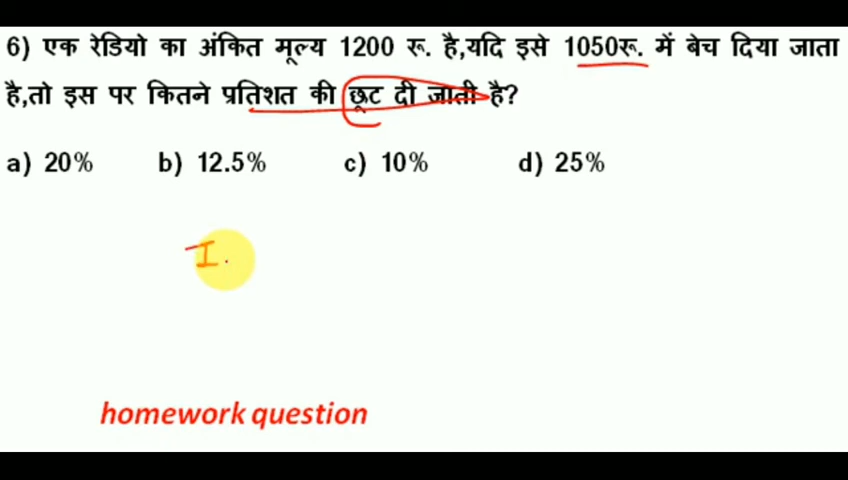 6) एक रेडियो का अंकित मूल्य 1200 रू. है,यदि इसे 1050रू. में बेच दिया जाता
है,तो इस पर कितने प्रतिशत की छूट दी जाती है?
a) 20% b) 12.5% c) 10% d) 25%
I.
homework question